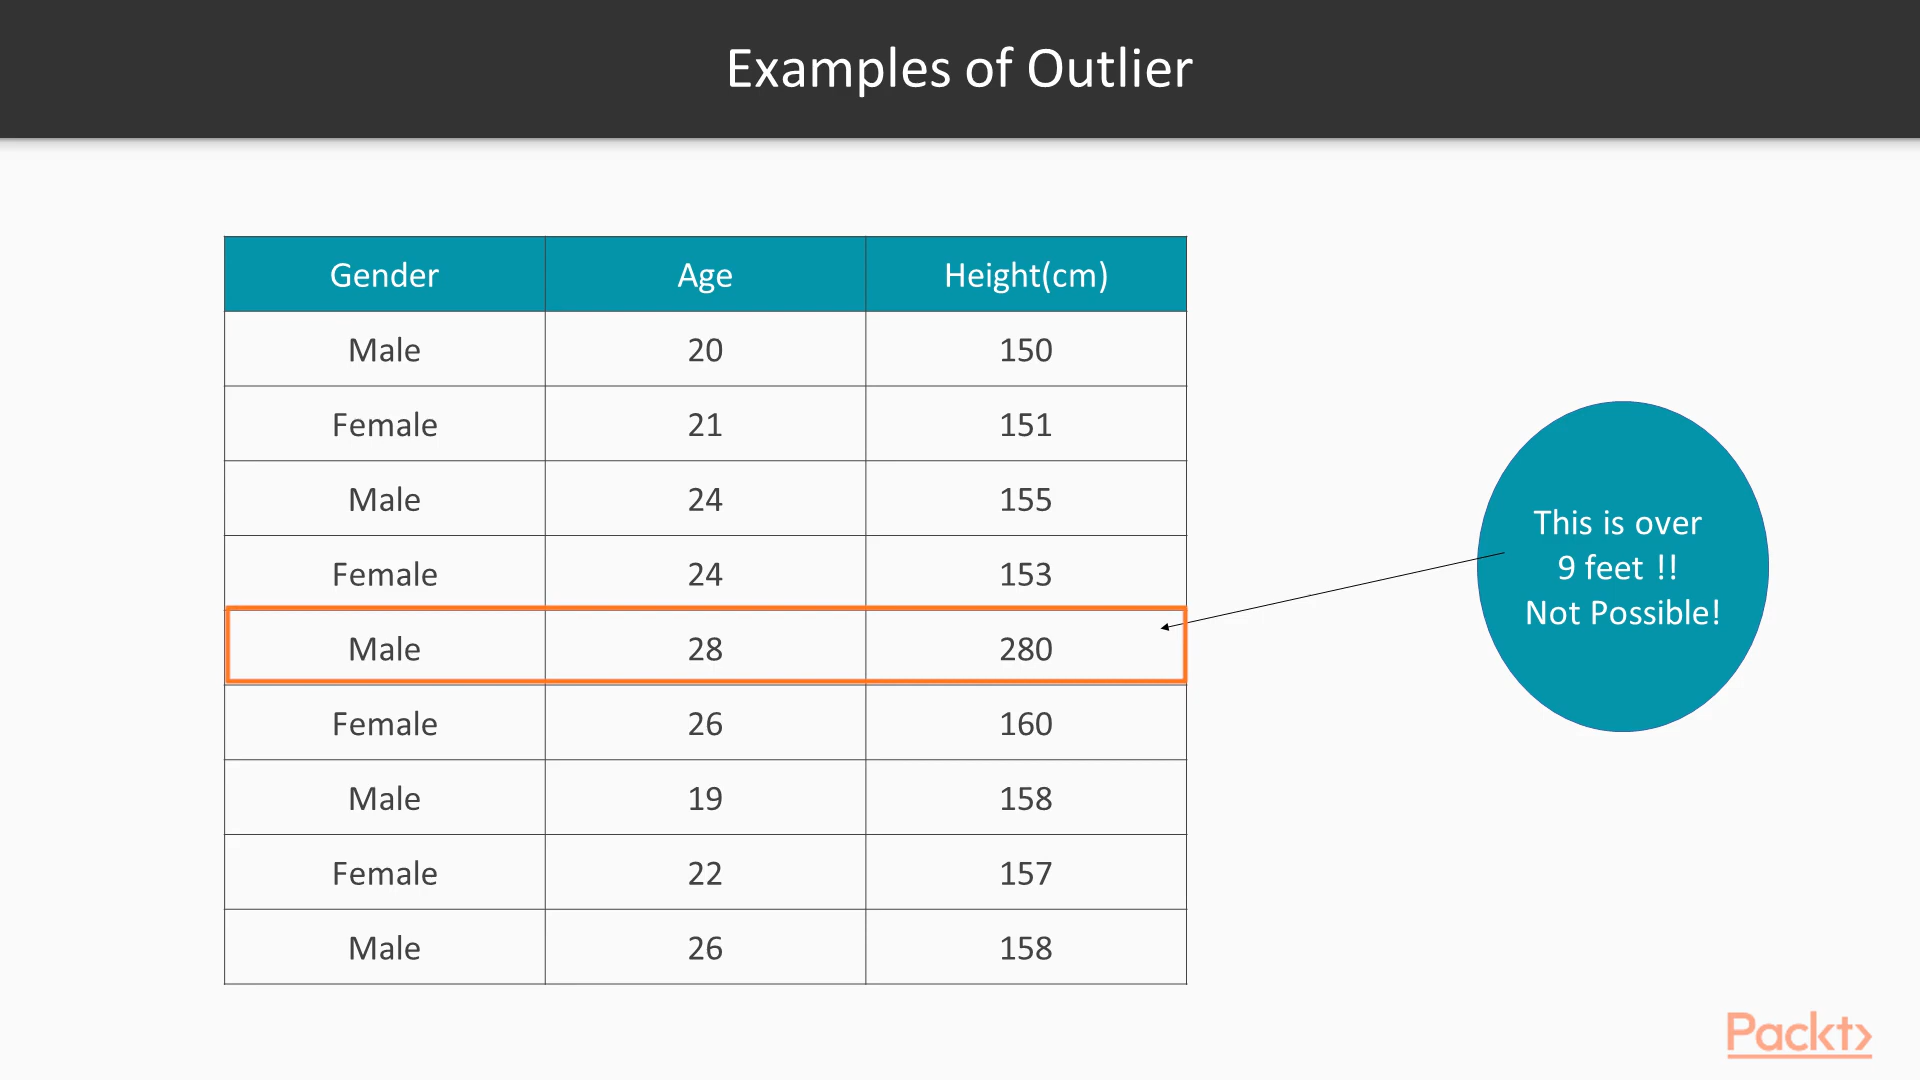 Examples of Outlier
Gender Age Height(cm)
Male 20 150
Female 21 151
Male 24 155
Female 24 153
Male 28 280
Female 26 160
Male 19 158
Female 22 157
Male 26 158
This is over
9 feet !!
Not Possible!
Packt>